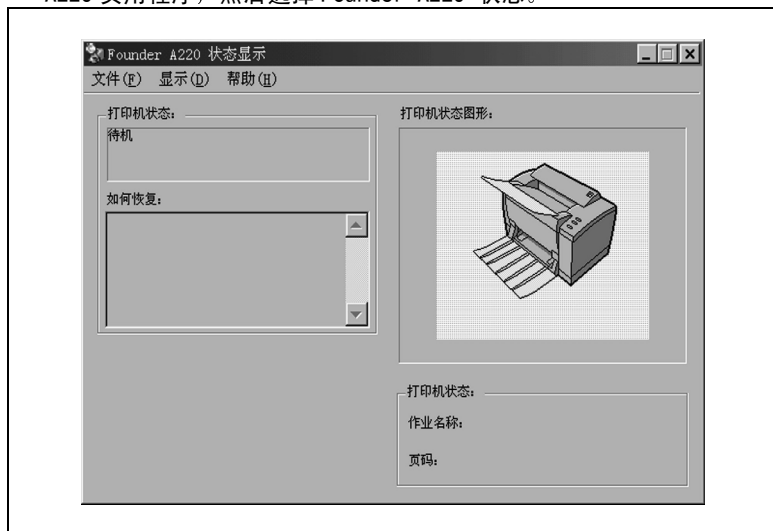 Founder A220 状态显示
文件(F) 显示(D) 帮助(H)
打印机状态:
待机
如何恢复:
打印机状态图形:
打印机状态:
作业名称:
页码: